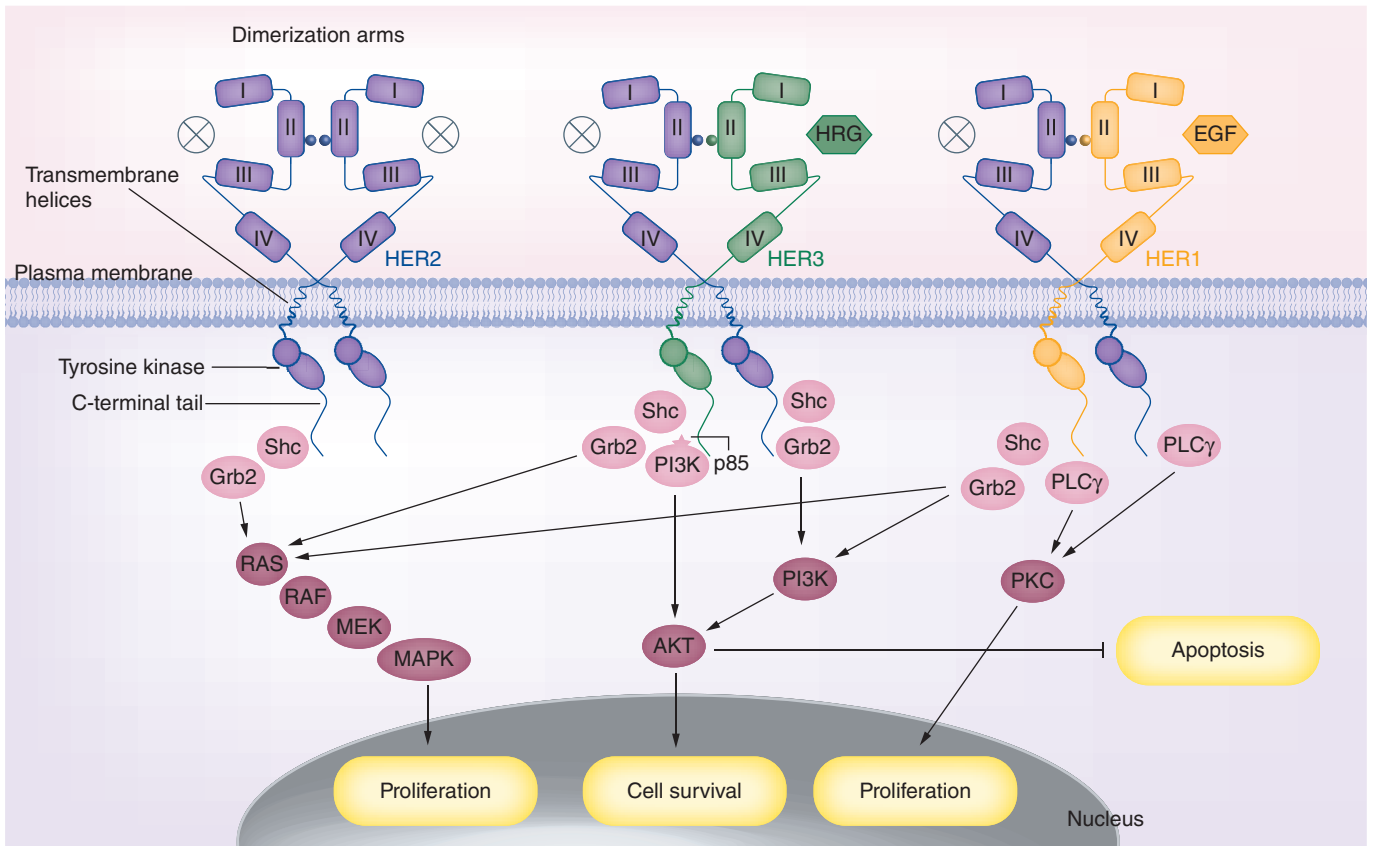 Dimerization arms
I
I
I
I
I
I
II
II
II
II
II
II
HRG
EGF
III
III
III
III
III
III
Transmembrane
helices
IV
IV
IV
IV
IV
IV
HER2
HER3
HER1
Plasma membrane
Tyrosine kinase
C-terminal tail
Shc
Grb2
Shc
Grb2
PI3K
p85
Shc
Grb2
Shc
Grb2
PLCγ
PLCγ
RAS
RAF
MEK
MAPK
PI3K
AKT
PKC
Apoptosis
Proliferation
Cell survival
Proliferation
Nucleus